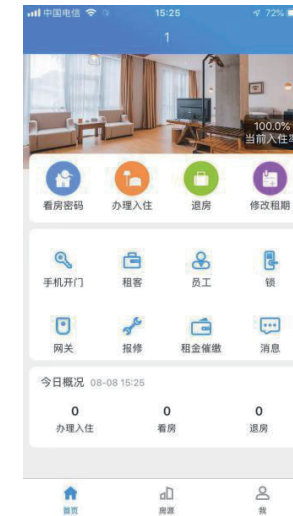 中国电信 15:25 72%
1
100.0%
当前入住率
看房密码 办理入住 退房 修改租期
手机开门 租客 员工 锁
网关 报修 租金催缴 消息
今日概况 08-08 15:25
0 0 0
办理入住 看房 退房
首页 房源 我